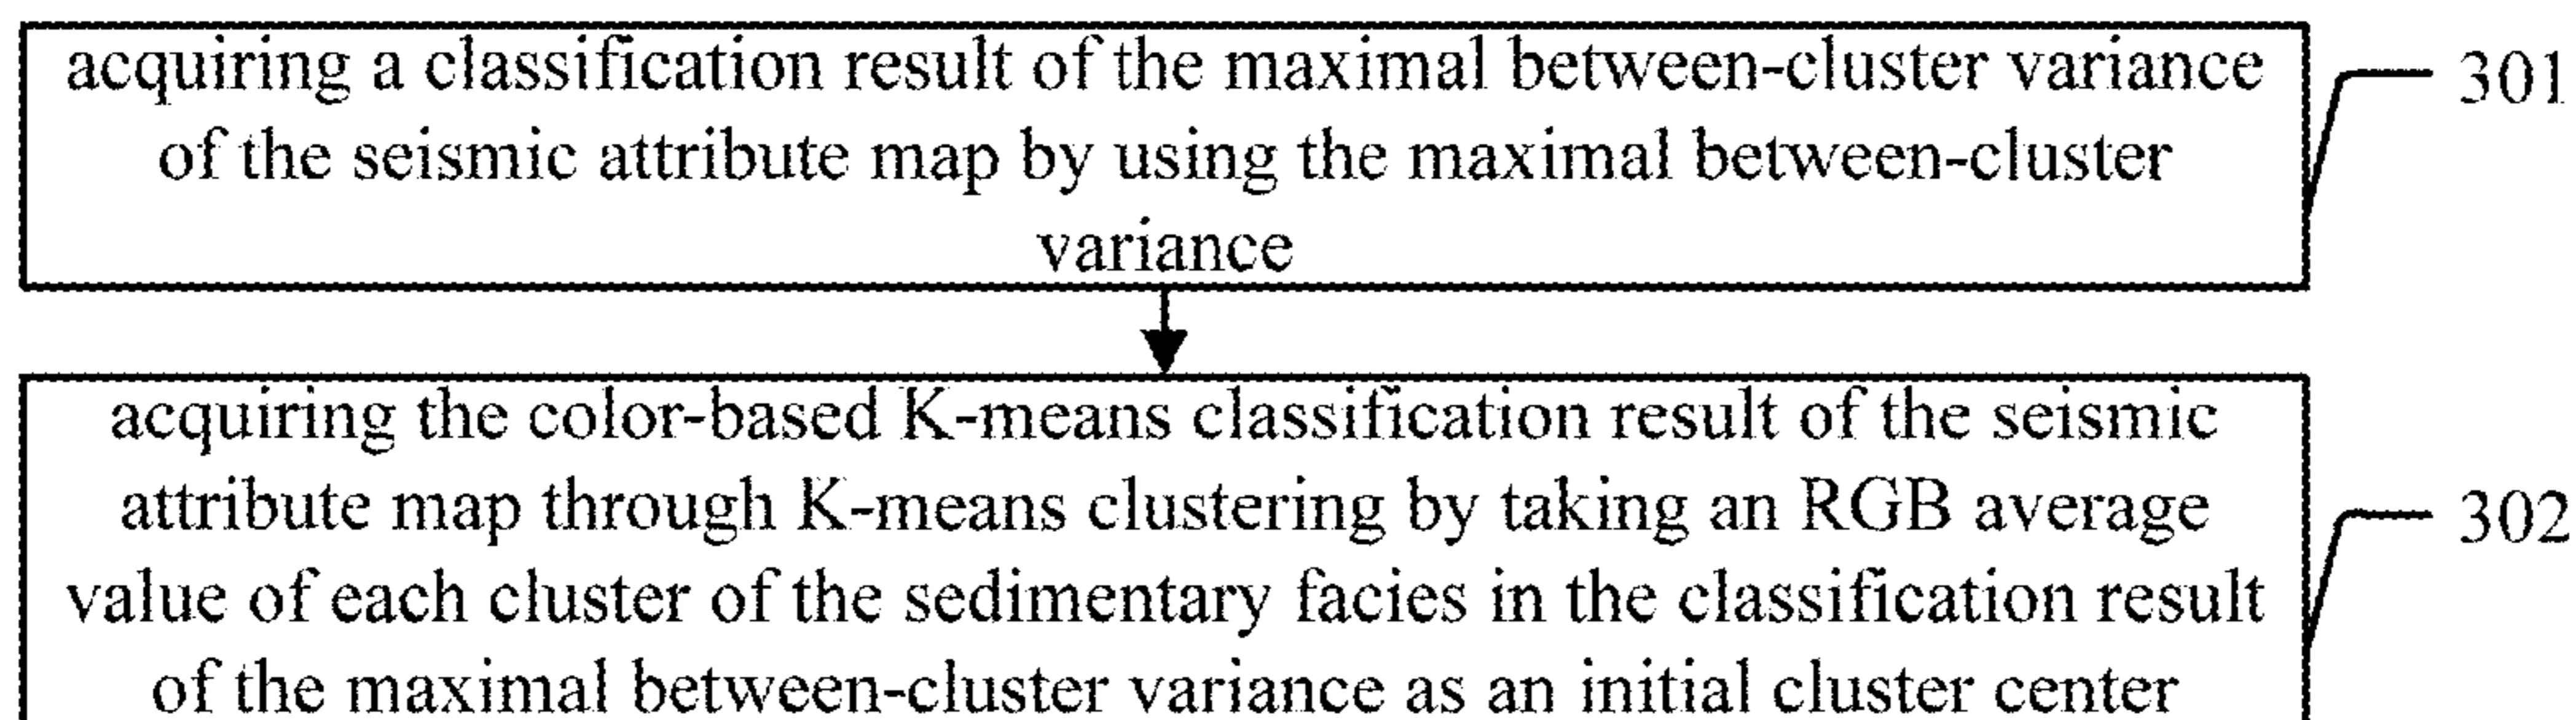 acquiring a classification result of the maximal between-cluster variance
of the seismic attribute map by using the maximal between-cluster
variance
301
acquiring the color-based K-means classification result of the seismic
attribute map through K-means clustering by taking an RGB average
value of each cluster of the sedimentary facies in the classification result
of the maximal between-cluster variance as an initial cluster center
302